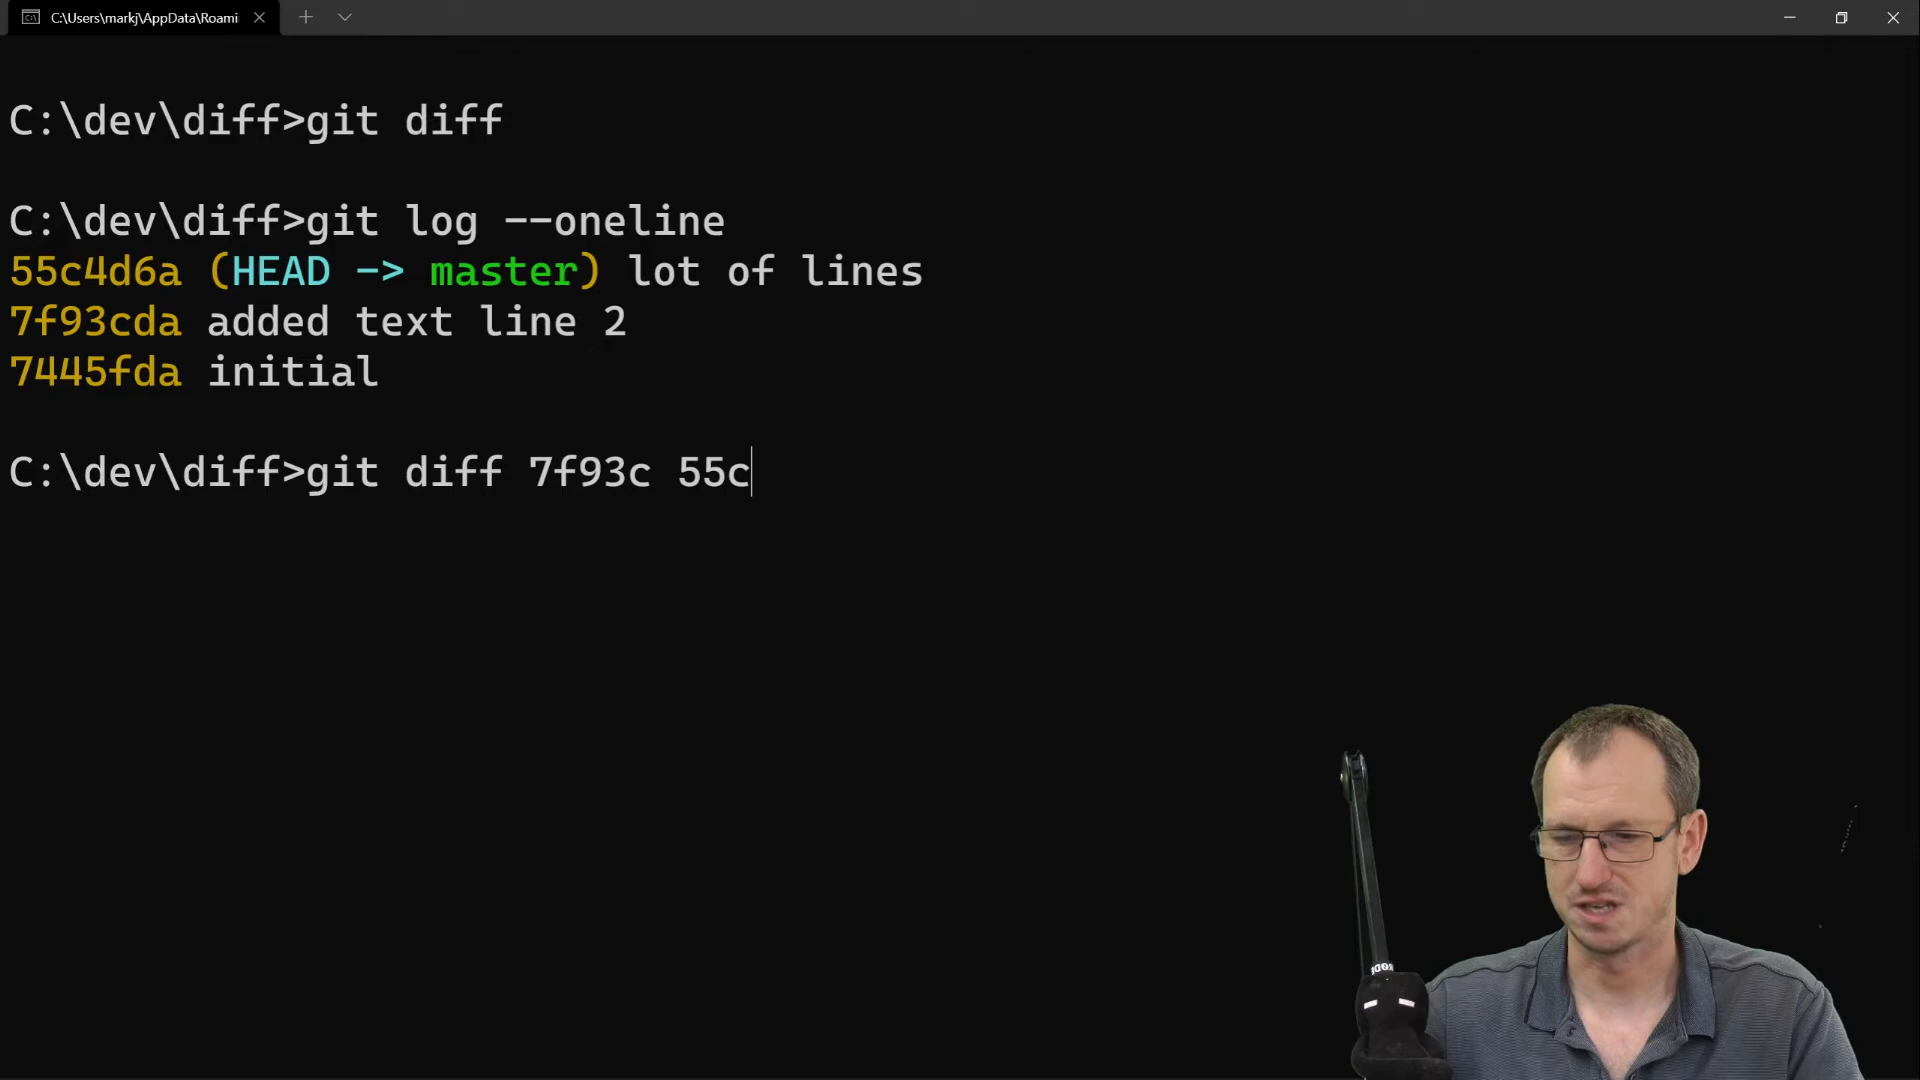 C:\Users\markj\AppData\Roami
C:\dev\diff>git diff
C:\dev\diff>git log --oneline
55c4d6a (HEAD -> master) lot of lines
7f93cda added text line 2
7445fda initial
C:\dev\diff>git diff 7f93c 55c